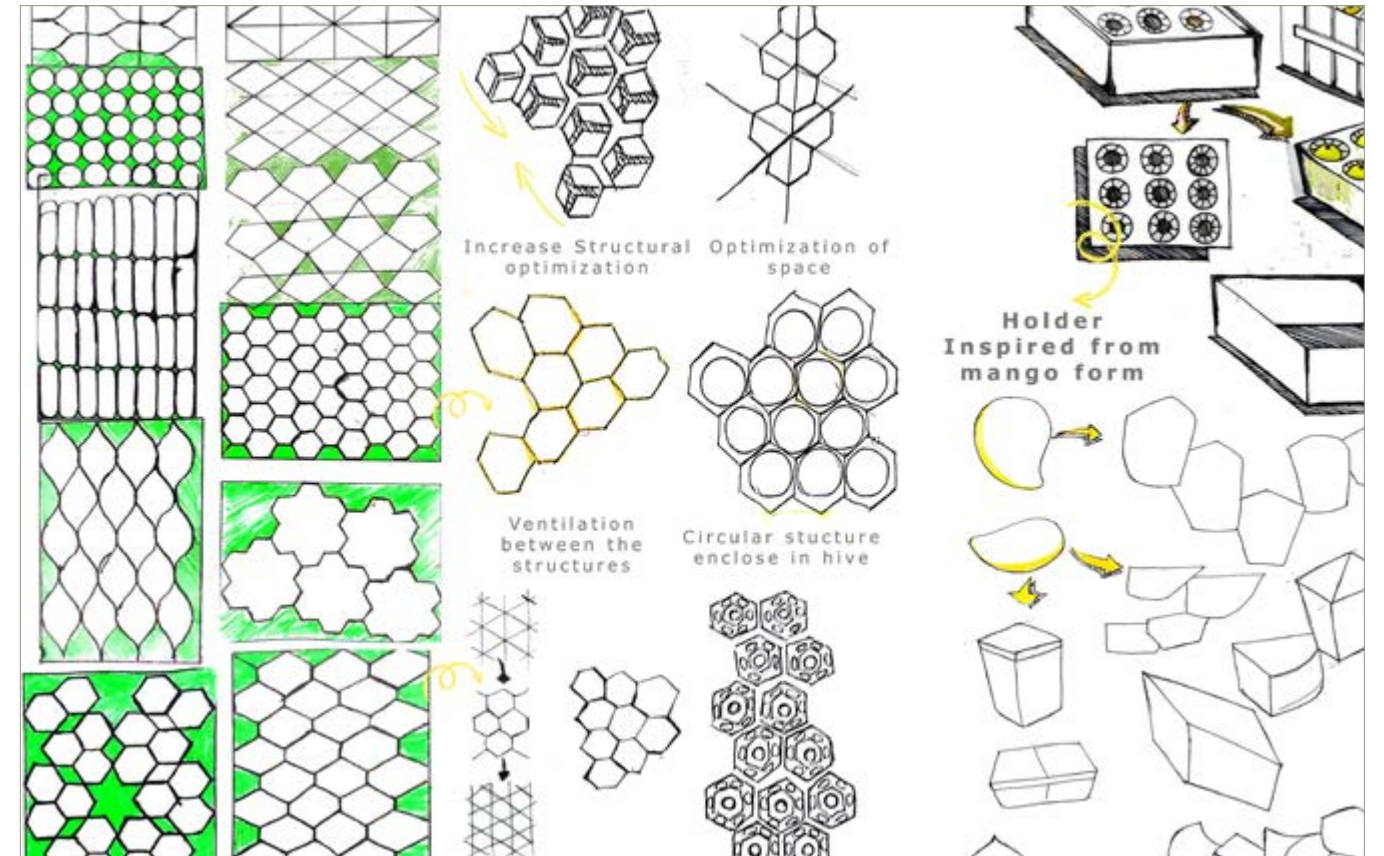 Increase Structural
optimization
Optimization of
space
Holder
Inspired from
mango form
Ventilation
between the
structures
Circular stucture
enclose in hive